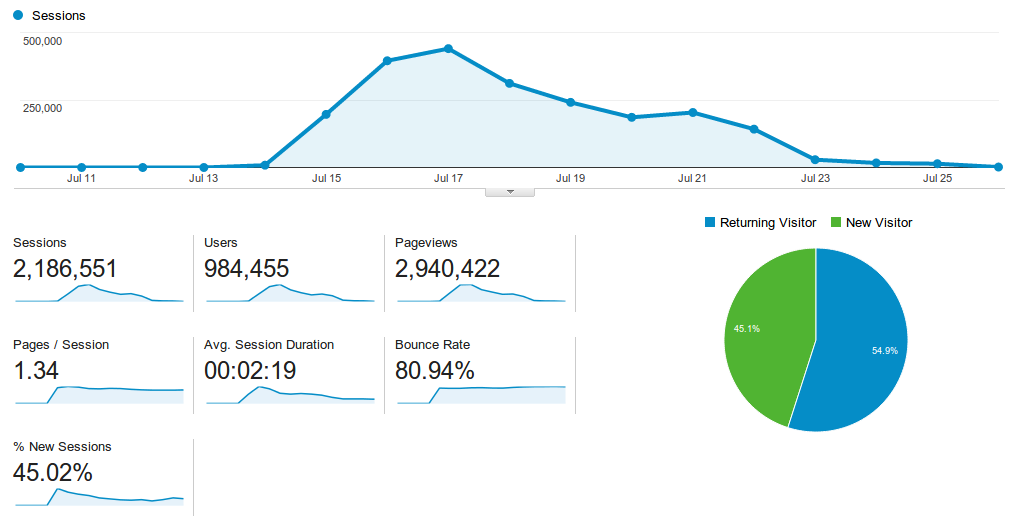 Sessions
500,000
250,000
Jul 11 Jul 13 Jul 15 Jul 17 Jul 19 Jul 21 Jul 23 Jul 25
Returning Visitor New Visitor
Sessions Users Pageviews
2,186,551 984,455 2,940,422
45.1%
54.9%
Pages / Session Avg. Session Duration Bounce Rate
1.34 00:02:19 80.94%
% New Sessions
45.02%